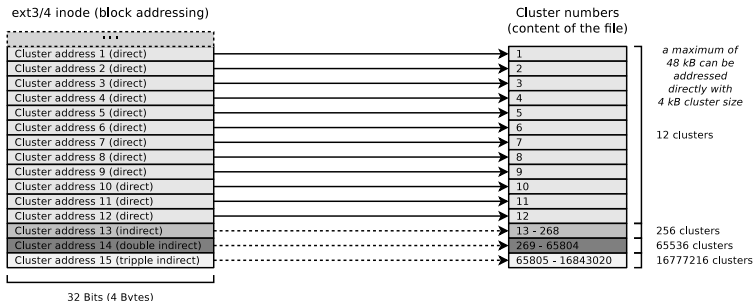 ext3/4 inode (block addressing)
...
Cluster address 1 (direct)
Cluster address 2 (direct)
Cluster address 3 (direct)
Cluster address 4 (direct)
Cluster address 5 (direct)
Cluster address 6 (direct)
Cluster address 7 (direct)
Cluster address 8 (direct)
Cluster address 9 (direct)
Cluster address 10 (direct)
Cluster address 11 (direct)
Cluster address 12 (direct)
Cluster address 13 (indirect)
Cluster address 14 (double indirect)
Cluster address 15 (tripple indirect)
32 Bits (4 Bytes)
Cluster numbers
(content of the file)
1
2
3
4
5
6
7
8
9
10
11
12
13 - 268
269 - 65804
65805 - 16843020
a maximum of
48 kB can be
addressed
directly with
4 kB cluster size
12 clusters
256 clusters
65536 clusters
16777216 clusters